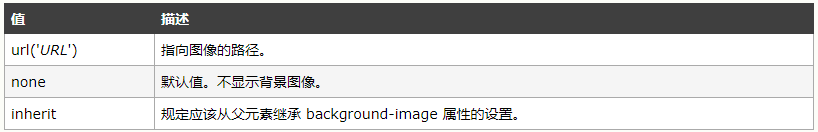 值 描述
url('URL') 指向图像的路径。
none 默认值。不显示背景图像。
inherit 规定应该从父元素继承 background-image 属性的设置。